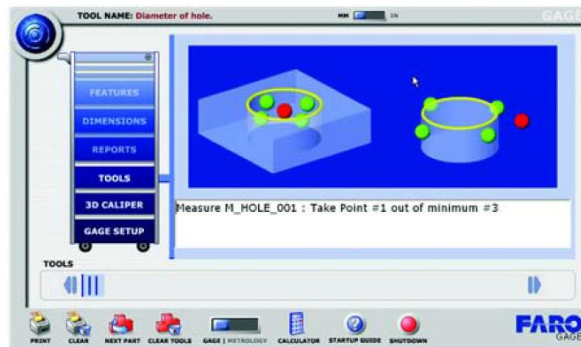 TOOL NAME: Diameter of hole.
MM IN
GAGE
FEATURES
DIMENSIONS
REPORTS
TOOLS
3D CALIPER
GAGE SETUP
Measure M_HOLE_001 : Take Point #1 out of minimum #3
TOOLS
PRINT CLEAR NEXT PART CLEAR TOOLS GAGE | METROLOGY CALCULATOR STARTUP GUIDE SHUTDOWN
FARO
GAGE